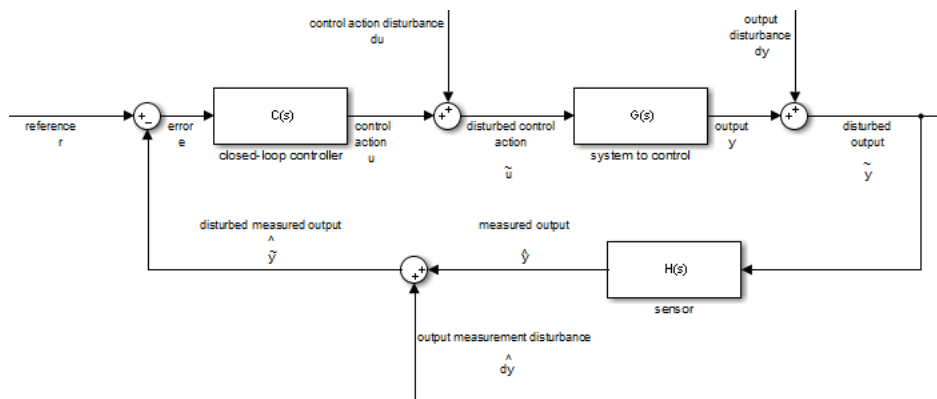 control action disturbance
du
output
disturbance
dy
+
−
C(s)
+
+
G(s)
+
+
reference
r
error
e
closed-loop controller
control
action
u
disturbed control
action
ũ
system to control
output
y
disturbed
output
ỹ
disturbed measured output
^
ỹ
measured output
ŷ
+
+
H(s)
sensor
output measurement disturbance
^
dy